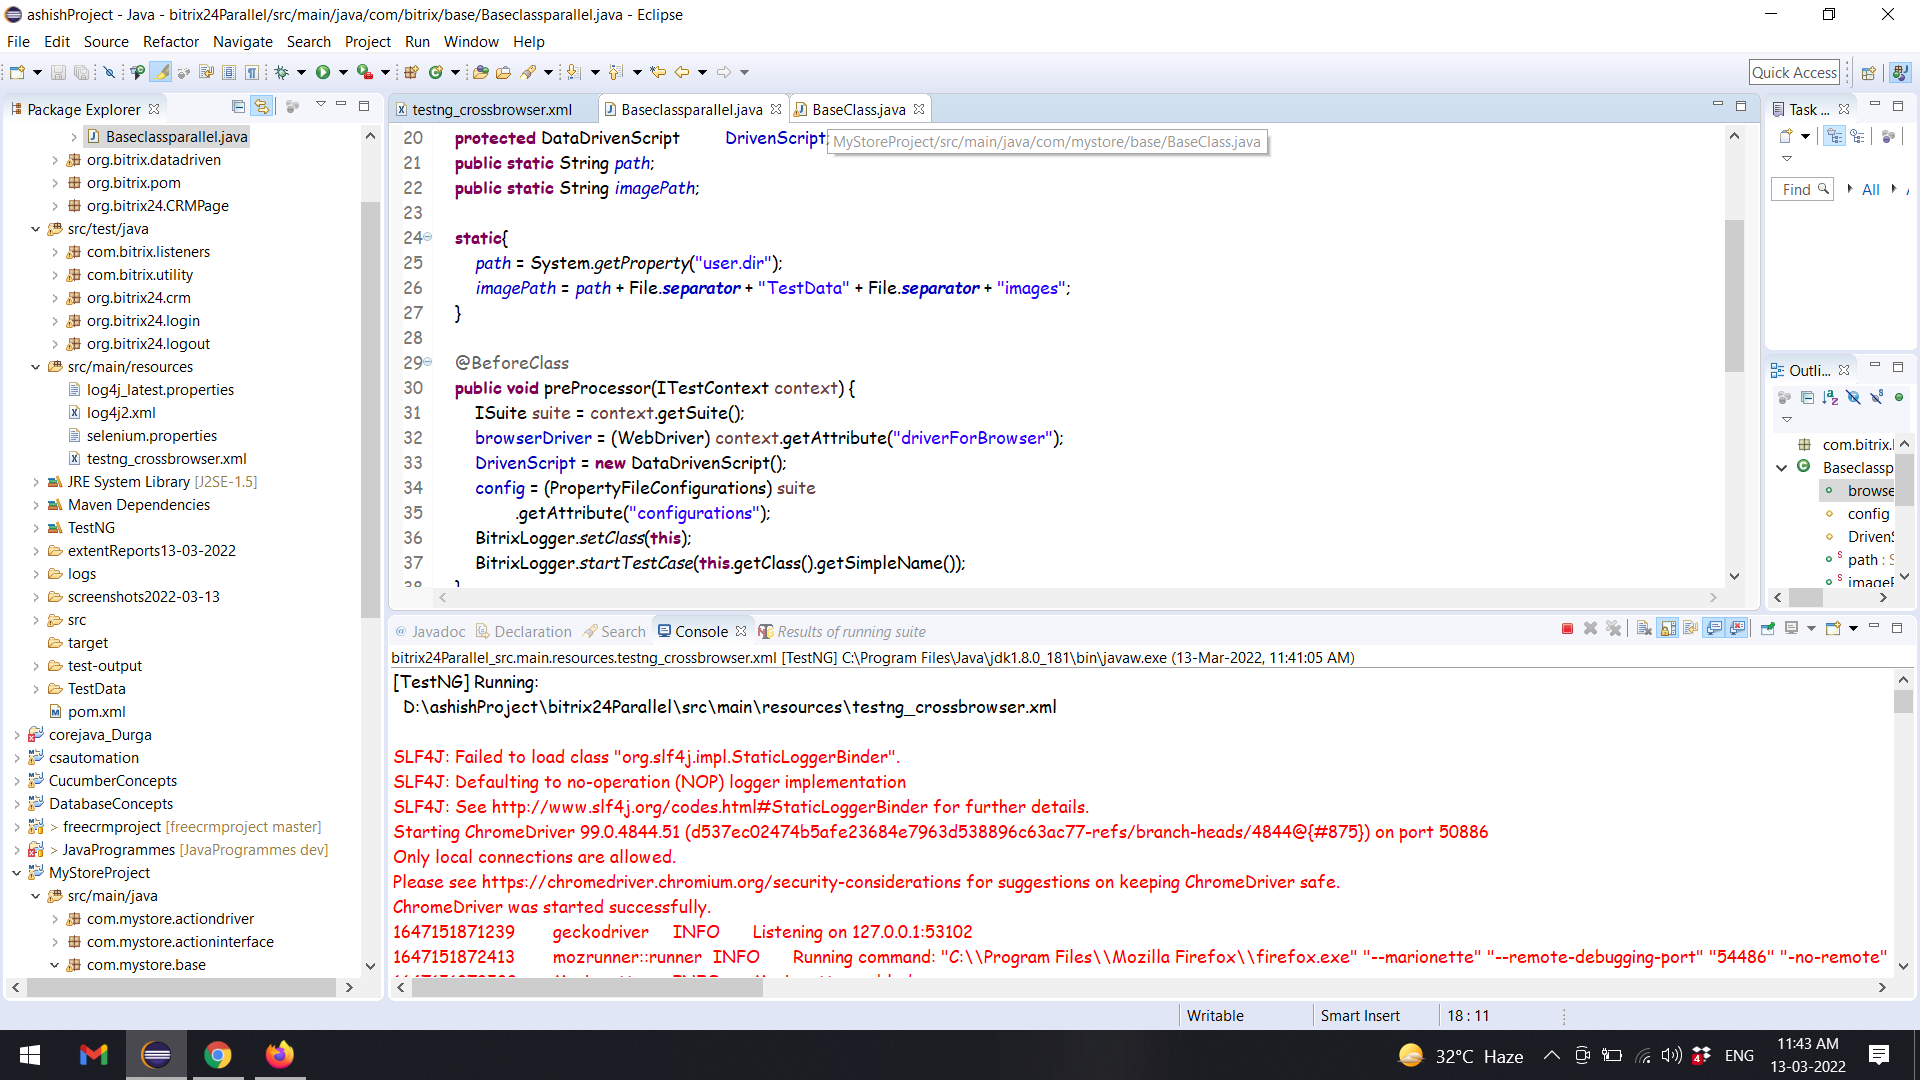 ashishProject - Java - bitrix24Parallel/src/main/java/com/bitrix/base/Baseclassparallel.java - Eclipse
File Edit Source Refactor Navigate Search Project Run Window Help
Quick Access
Package Explorer
Baseclassparallel.java
org.bitrix.datadriven
org.bitrix.pom
org.bitrix24.CRMPage
src/test/java
com.bitrix.listeners
com.bitrix.utility
org.bitrix24.crm
org.bitrix24.login
org.bitrix24.logout
src/main/resources
log4j_latest.properties
log4j2.xml
selenium.properties
testng_crossbrowser.xml
JRE System Library [J2SE-1.5]
Maven Dependencies
TestNG
extentReports13-03-2022
logs
screenshots2022-03-13
src
target
test-output
TestData
pom.xml
corejava_Durga
csautomation
CucumberConcepts
DatabaseConcepts
> freecrmproject [freecrmproject master]
> JavaProgrammes [JavaProgrammes dev]
MyStoreProject
src/main/java
com.mystore.actiondriver
com.mystore.actioninterface
com.mystore.base
testng_crossbrowser.xml Baseclassparallel.java BaseClass.java
MyStoreProject/src/main/java/com/mystore/base/BaseClass.java
20 protected DataDrivenScript DrivenScript;
21 public static String path;
22 public static String imagePath;
23
24 static{
25 path = System.getProperty("user.dir");
26 imagePath = path + File.separator + "TestData" + File.separator + "images";
27 }
28
29 @BeforeClass
30 public void preProcessor(ITestContext context) {
31 ISuite suite = context.getSuite();
32 browserDriver = (WebDriver) context.getAttribute("driverForBrowser");
33 DrivenScript = new DataDrivenScript();
34 config = (PropertyFileConfigurations) suite
35 .getAttribute("configurations");
36 BitrixLogger.setClass(this);
37 BitrixLogger.startTestCase(this.getClass().getSimpleName());
38 }
Task ...
Find All
Outli...
com.bitrix.
Baseclassp
browse
config
Driven
path : S
imageP
@ Javadoc Declaration Search Console Results of running suite
bitrix24Parallel_src.main.resources.testng_crossbrowser.xml [TestNG] C:\Program Files\Java\jdk1.8.0_181\bin\javaw.exe (13-Mar-2022, 11:41:05 AM)
[TestNG] Running:
D:\ashishProject\bitrix24Parallel\src\main\resources\testng_crossbrowser.xml
SLF4J: Failed to load class "org.slf4j.impl.StaticLoggerBinder".
SLF4J: Defaulting to no-operation (NOP) logger implementation
SLF4J: See http://www.slf4j.org/codes.html#StaticLoggerBinder for further details.
Starting ChromeDriver 99.0.4844.51 (d537ec02474b5afe23684e7963d538896c63ac77-refs/branch-heads/4844@{#875}) on port 50886
Only local connections are allowed.
Please see https://chromedriver.chromium.org/security-considerations for suggestions on keeping ChromeDriver safe.
ChromeDriver was started successfully.
1647151871239 geckodriver INFO Listening on 127.0.0.1:53102
1647151872413 mozrunner::runner INFO Running command: "C:\\Program Files\\Mozilla Firefox\\firefox.exe" "--marionette" "--remote-debugging-port" "54486" "-no-remote"
Writable Smart Insert 18 : 11
32°C Haze ENG
11:43 AM
13-03-2022